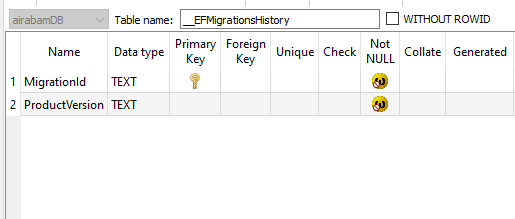 airabamDB Table name: __EFMigrationsHistory WITHOUT ROWID
Name Data type Primary Key Foreign Key Unique Check Not NULL Collate Generated
1 MigrationId TEXT
2 ProductVersion TEXT